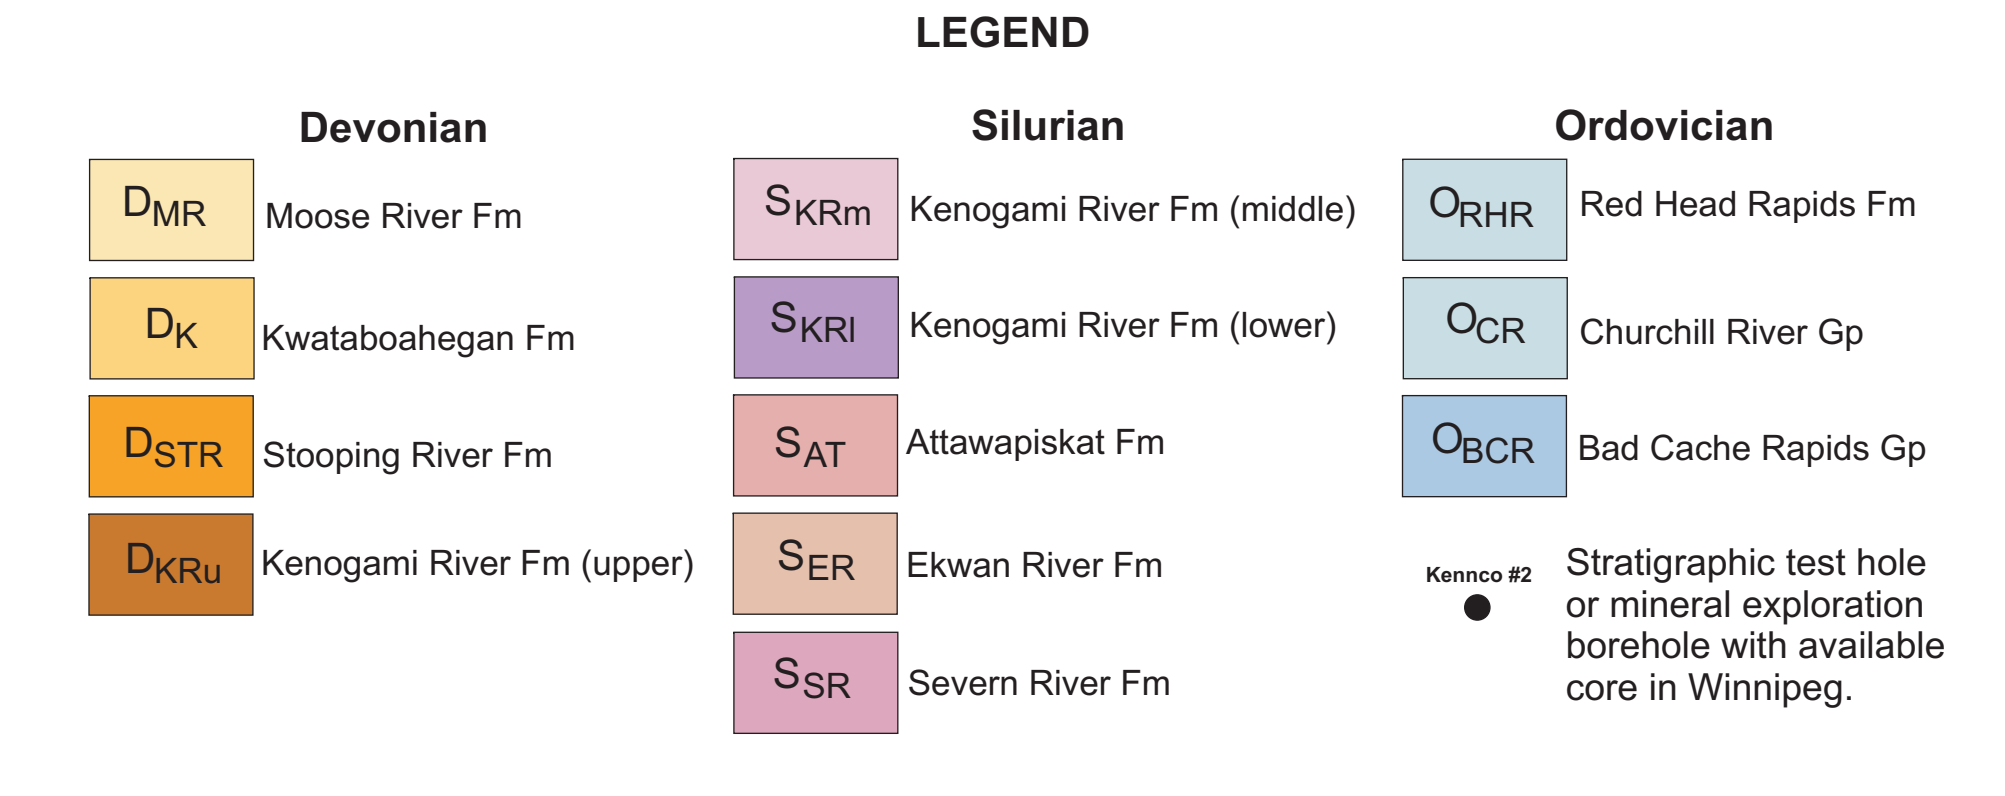 LEGEND
Devonian
DMR Moose River Fm
DK Kwataboahegan Fm
DSTR Stooping River Fm
DKRu Kenogami River Fm (upper)
Silurian
SKRm Kenogami River Fm (middle)
SKRl Kenogami River Fm (lower)
SAT Attawapiskat Fm
SER Ekwan River Fm
SSR Severn River Fm
Ordovician
ORHR Red Head Rapids Fm
OCR Churchill River Gp
OBCR Bad Cache Rapids Gp
Kennco #2
Stratigraphic test hole
or mineral exploration
borehole with available
core in Winnipeg.